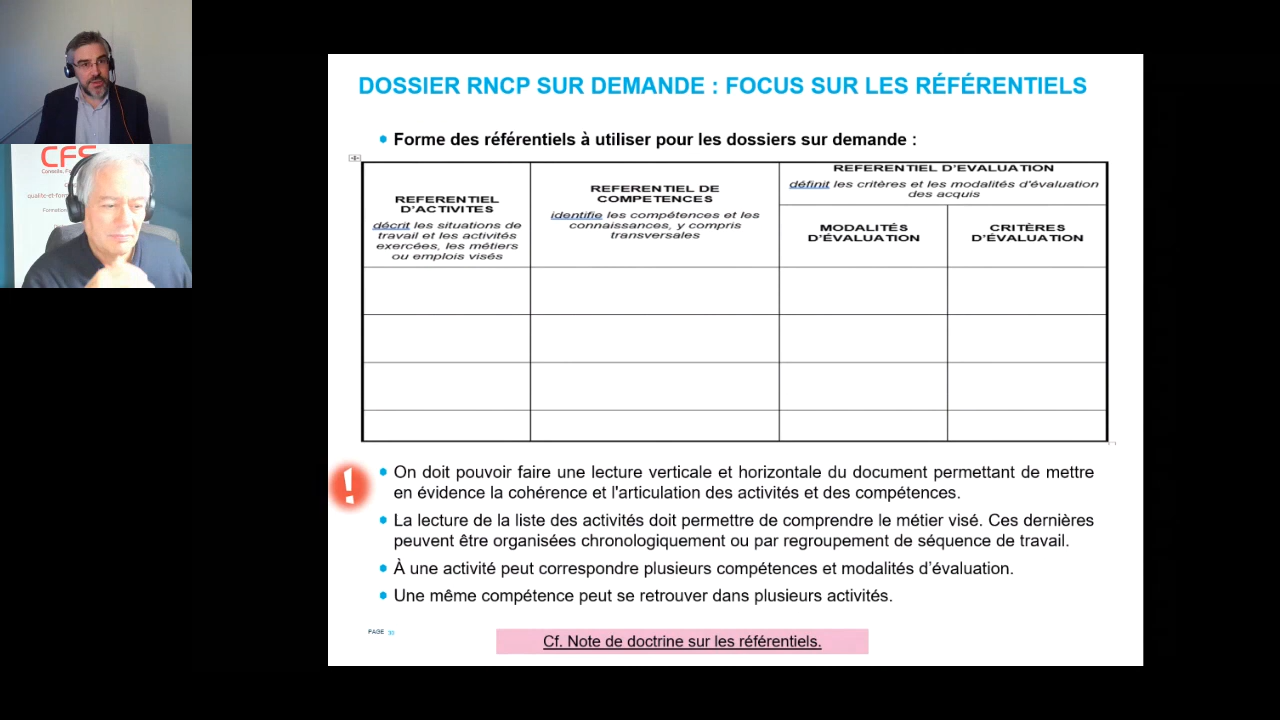 DOSSIER RNCP SUR DEMANDE : FOCUS SUR LES RÉFÉRENTIELS
Forme des référentiels à utiliser pour les dossiers sur demande :
REFERENTIEL
D'ACTIVITES
décrit les situations de
travail et les activités
exercées, les métiers
ou emplois visés
REFERENTIEL DE
COMPETENCES
identifie les compétences et les
connaissances, y compris
transversales
REFERENTIEL D'EVALUATION
définit les critères et les modalités d'évaluation
des acquis
MODALITÉS
D'ÉVALUATION
CRITÈRES
D'ÉVALUATION
!
On doit pouvoir faire une lecture verticale et horizontale du document permettant de mettre
en évidence la cohérence et l'articulation des activités et des compétences.
La lecture de la liste des activités doit permettre de comprendre le métier visé. Ces dernières
peuvent être organisées chronologiquement ou par regroupement de séquence de travail.
À une activité peut correspondre plusieurs compétences et modalités d'évaluation.
Une même compétence peut se retrouver dans plusieurs activités.
PAGE
Cf. Note de doctrine sur les référentiels.
CFS